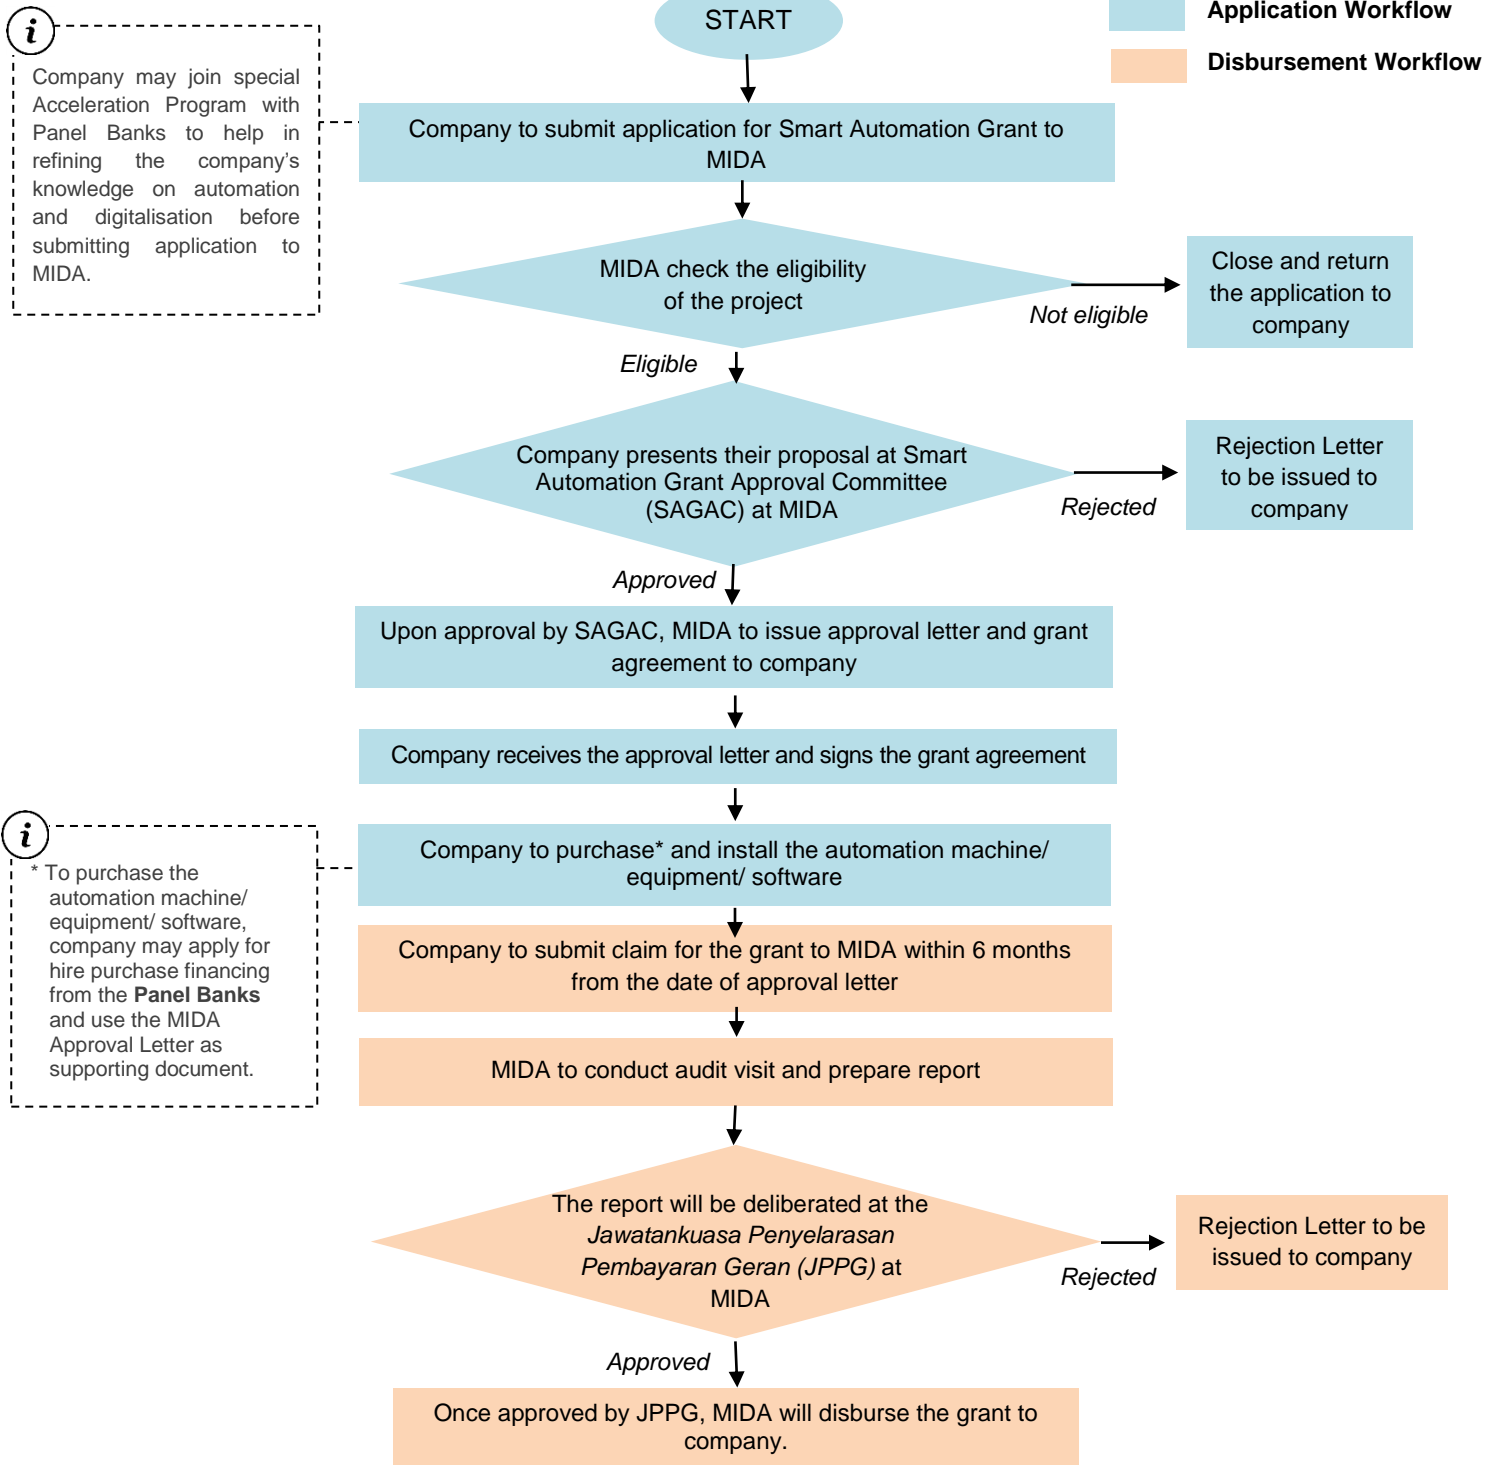 START
Application Workflow
Disbursement Workflow
i
Company may join special
Acceleration Program with
Panel Banks to help in
refining the company's
knowledge on automation
and digitalisation before
submitting application to
MIDA.
Company to submit application for Smart Automation Grant to
MIDA
MIDA check the eligibility
of the project
Not eligible
Close and return
the application to
company
Eligible
Company presents their proposal at Smart
Automation Grant Approval Committee
(SAGAC) at MIDA
Rejected
Rejection Letter
to be issued to
company
Approved
Upon approval by SAGAC, MIDA to issue approval letter and grant
agreement to company
Company receives the approval letter and signs the grant agreement
i
* To purchase the
automation machine/
equipment/ software,
company may apply for
hire purchase financing
from the Panel Banks
and use the MIDA
Approval Letter as
supporting document.
Company to purchase* and install the automation machine/
equipment/ software
Company to submit claim for the grant to MIDA within 6 months
from the date of approval letter
MIDA to conduct audit visit and prepare report
The report will be deliberated at the
Jawatankuasa Penyelarasan
Pembayaran Geran (JPPG) at
MIDA
Rejected
Rejection Letter to be
issued to company
Approved
Once approved by JPPG, MIDA will disburse the grant to
company.